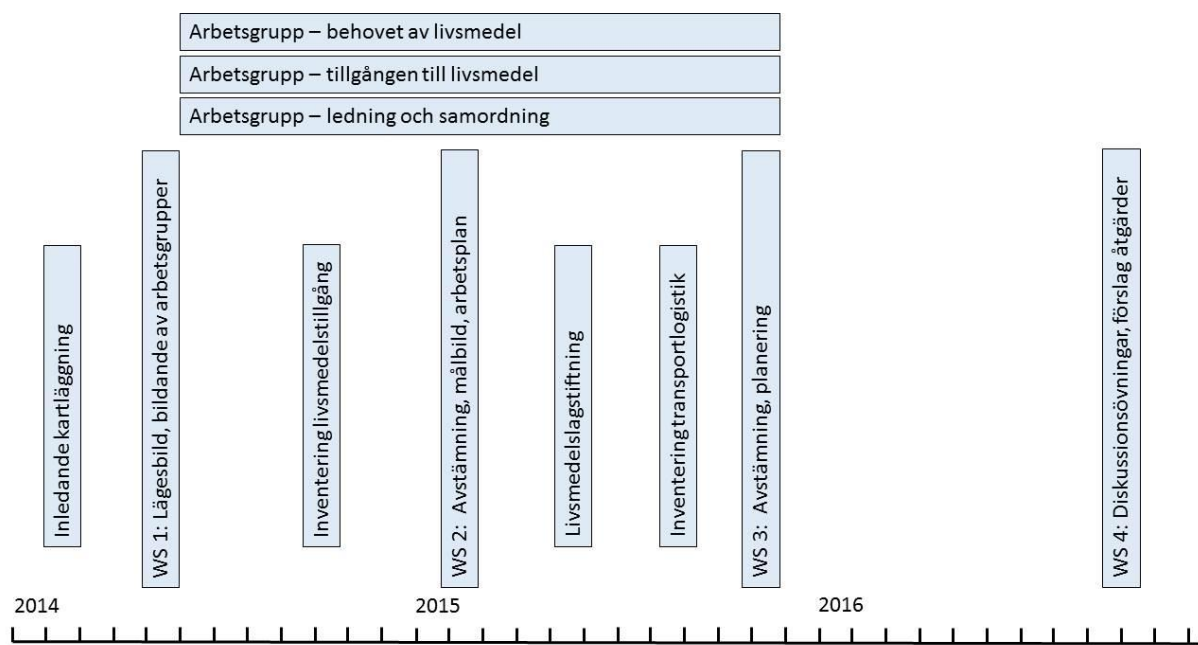 Arbetsgrupp – behovet av livsmedel
Arbetsgrupp – tillgången till livsmedel
Arbetsgrupp – ledning och samordning
Inledande kartläggning
WS 1: Lägesbild, bildande av arbetsgrupper
Inventering livsmedelstillgång
WS 2: Avstämning, målbild, arbetsplan
Livsmedelslagstiftning
Inventering transportlogistik
WS 3: Avstämning, planering
WS 4: Diskussionsövningar, förslag åtgärder
2014
2015
2016